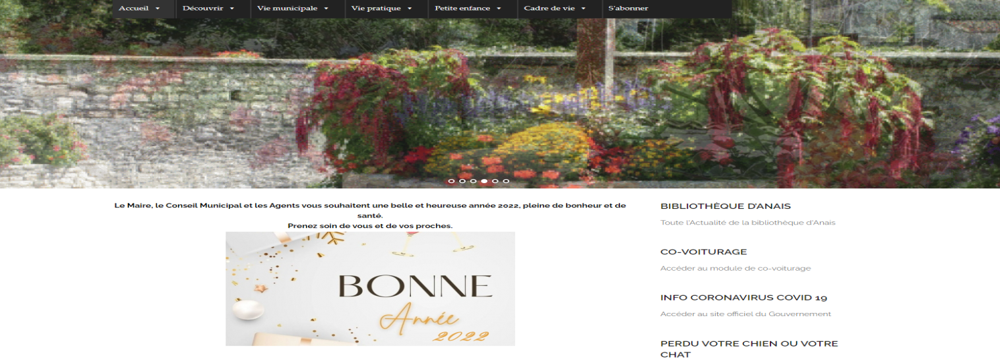 Accueil
Découvrir
Vie municipale
Vie pratique
Petite enfance
Cadre de vie
S'abonner
Le Maire, le Conseil Municipal et les Agents vous souhaitent une belle et heureuse année 2022, pleine de bonheur et de
santé.
Prenez soin de vous et de vos proches.
BONNE
Année
2022
BIBLIOTHÈQUE D'ANAIS
Toute l'Actualité de la bibliothèque d'Anais
CO-VOITURAGE
Accéder au module de co-voiturage
INFO CORONAVIRUS COVID 19
Accéder au site officiel du Gouvernement
PERDU VOTRE CHIEN OU VOTRE
CHAT